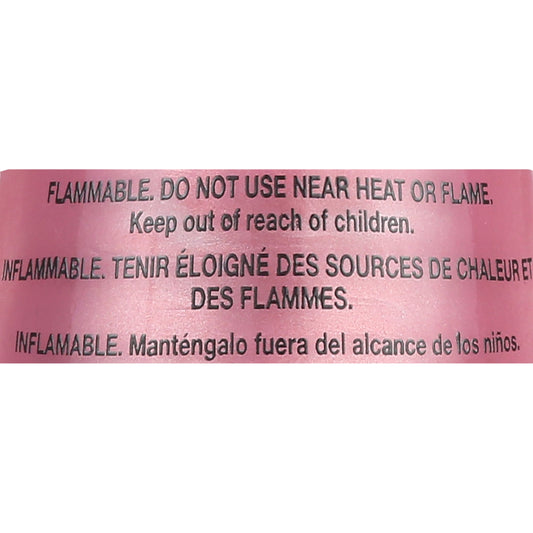 FLAMMABLE. DO NOT USE NEAR HEAT OR FLAME.
Keep out of reach of children.
INFLAMMABLE. TENIR ÉLOIGNÉ DES SOURCES DE CHALEUR ET
DES FLAMMES.
INFLAMABLE. Manténgalo fuera del alcance de los niños.